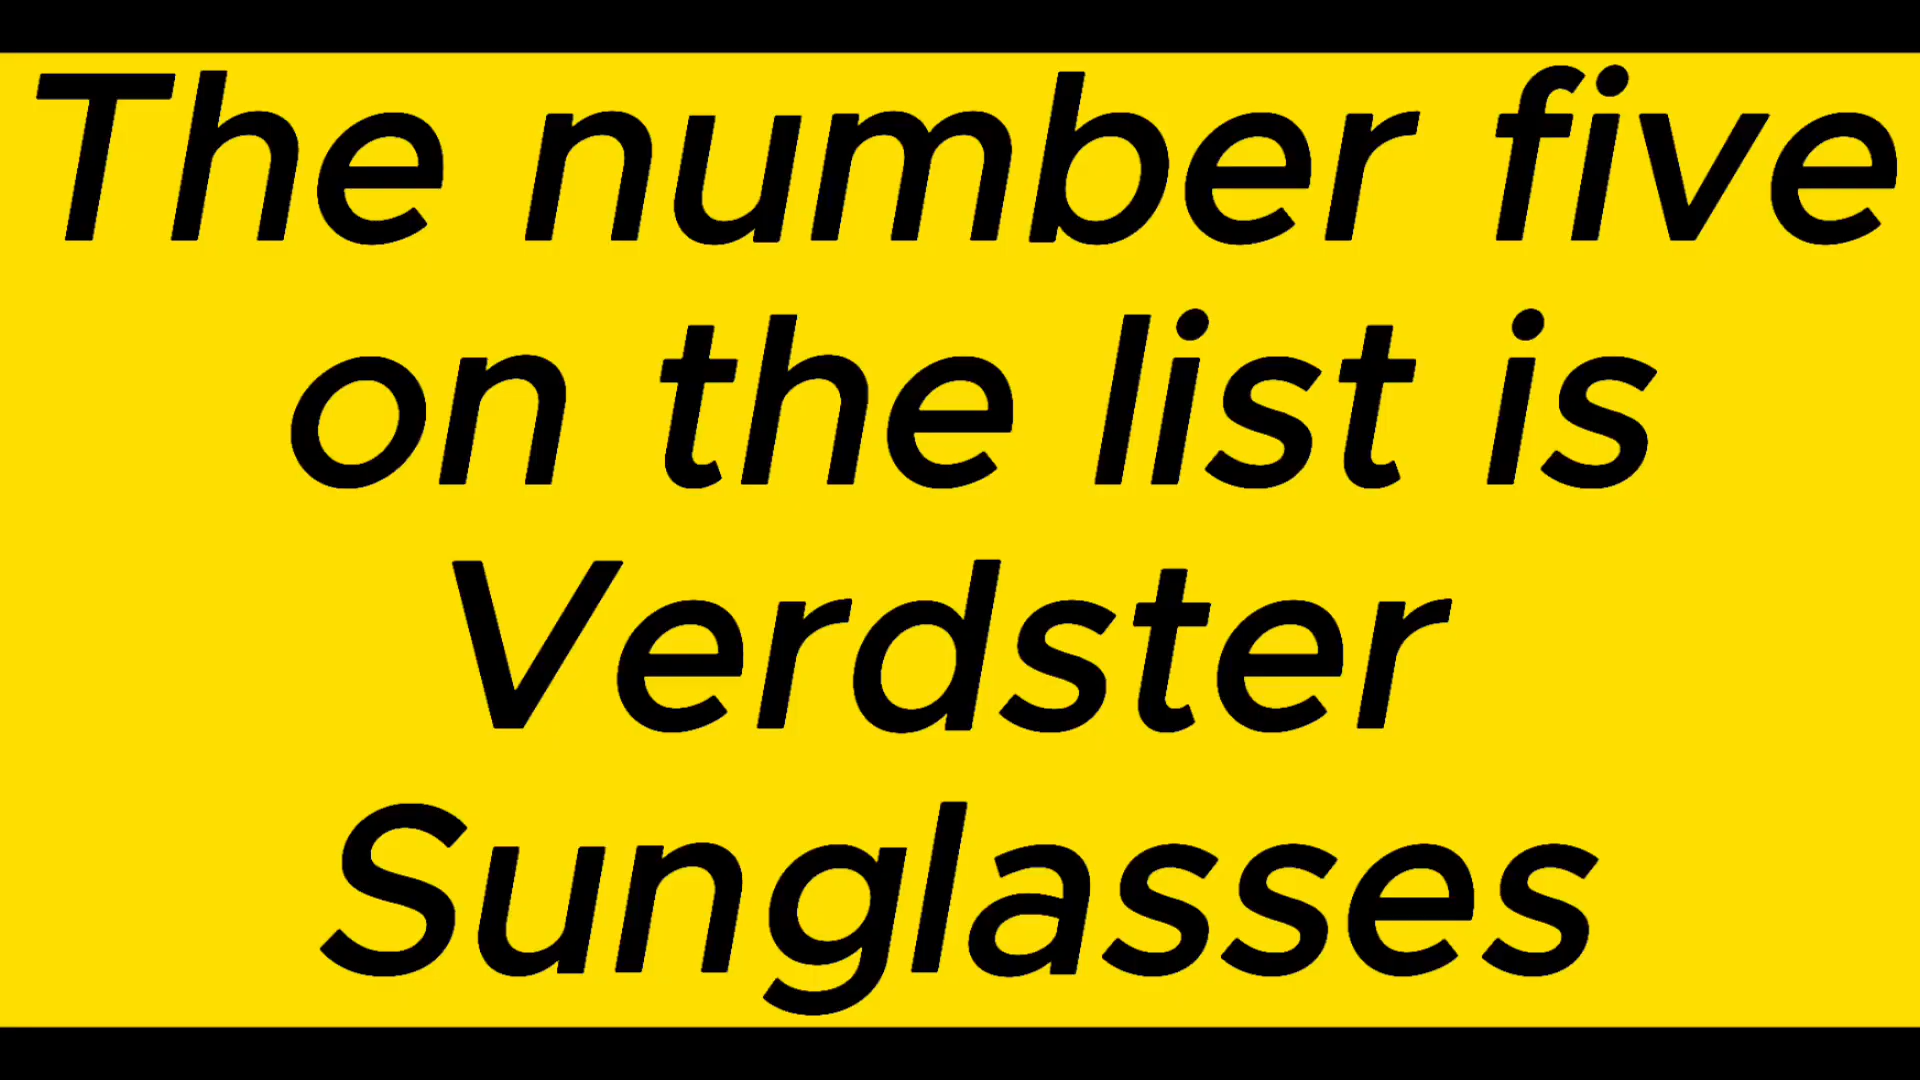 The number five
on the list is
Verdster
Sunglasses